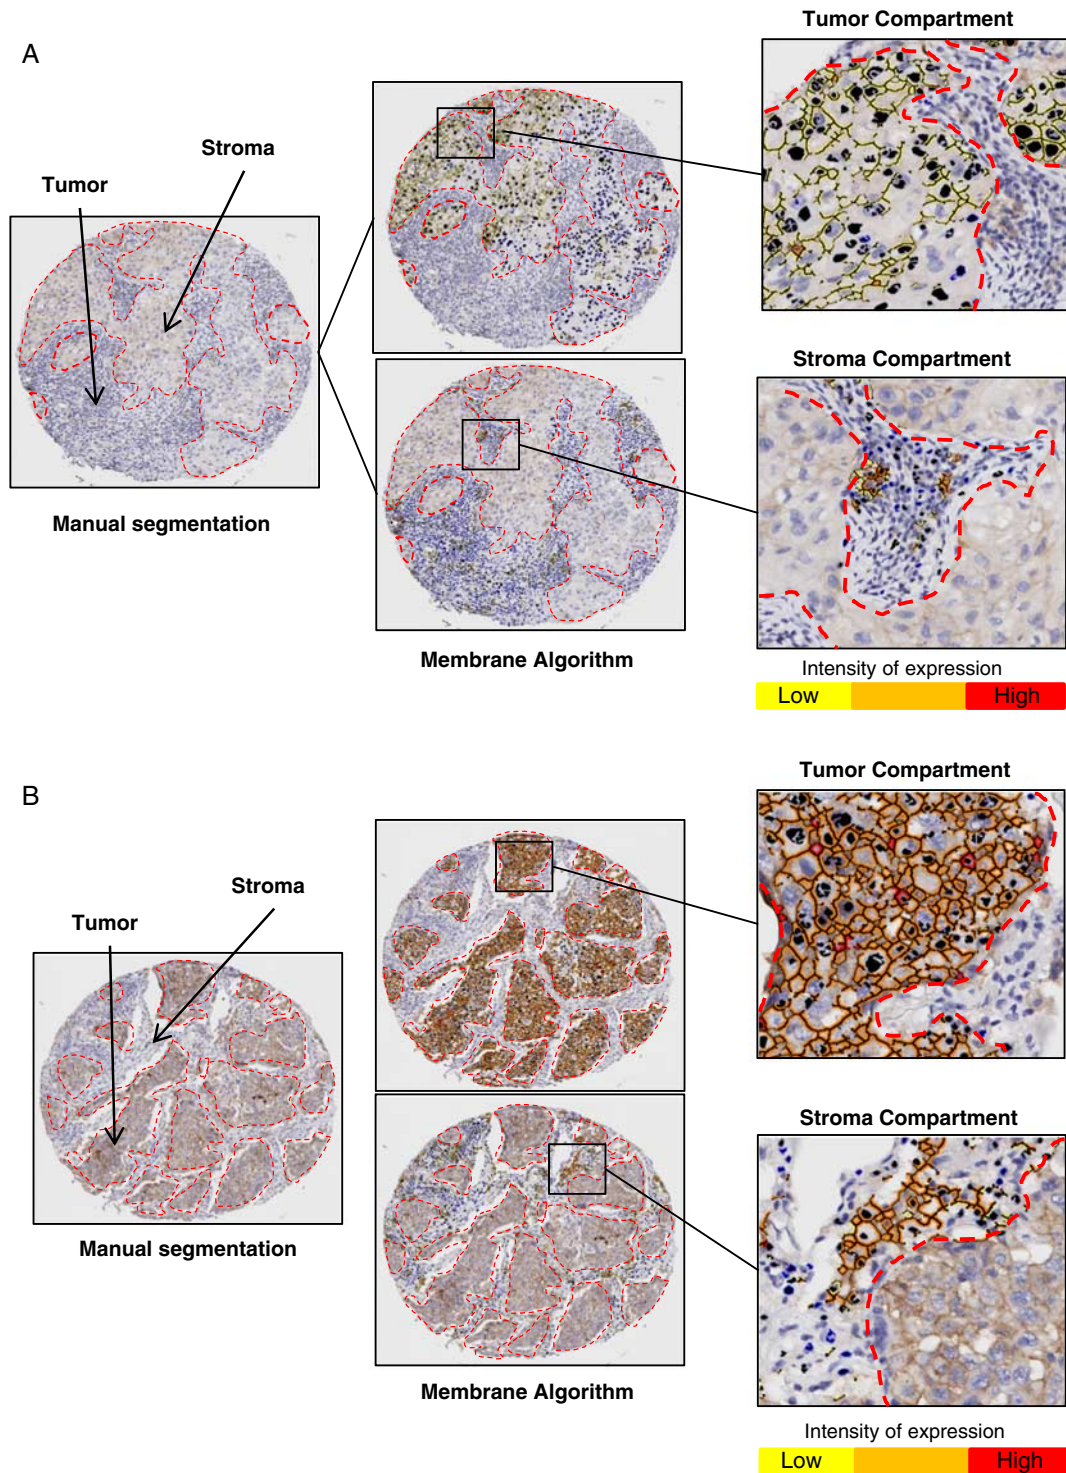 A
Tumor Compartment
Stroma
Tumor
Manual segmentation
Stroma Compartment
Membrane Algorithm
Intensity of expression
Low High
B
Tumor Compartment
Stroma
Tumor
Manual segmentation
Stroma Compartment
Membrane Algorithm
Intensity of expression
Low High